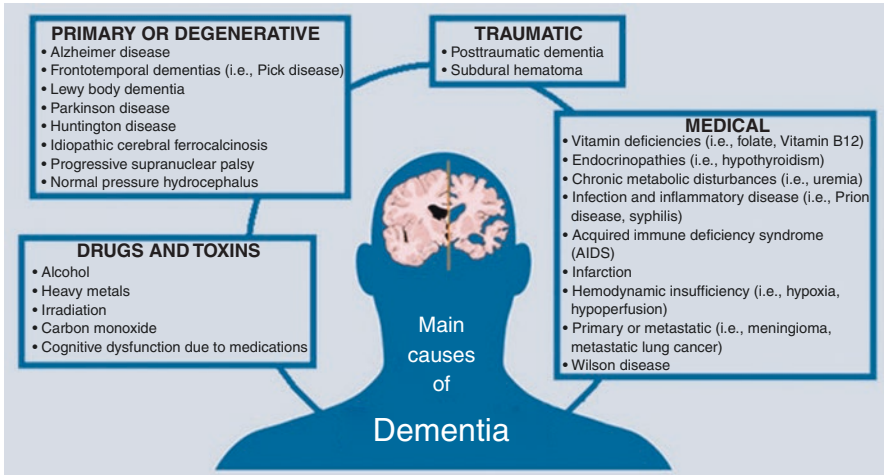 PRIMARY OR DEGENERATIVE
• Alzheimer disease
• Frontotemporal dementias (i.e., Pick disease)
• Lewy body dementia
• Parkinson disease
• Huntington disease
• Idiopathic cerebral ferrocalcinosis
• Progressive supranuclear palsy
• Normal pressure hydrocephalus
TRAUMATIC
• Posttraumatic dementia
• Subdural hematoma
MEDICAL
• Vitamin deficiencies (i.e., folate, Vitamin B12)
• Endocrinopathies (i.e., hypothyroidism)
• Chronic metabolic disturbances (i.e., uremia)
• Infection and inflammatory disease (i.e., Prion
disease, syphilis)
• Acquired immune deficiency syndrome
(AIDS)
• Infarction
• Hemodynamic insufficiency (i.e., hypoxia,
hypoperfusion)
• Primary or metastatic (i.e., meningioma,
metastatic lung cancer)
• Wilson disease
DRUGS AND TOXINS
• Alcohol
• Heavy metals
• Irradiation
• Carbon monoxide
• Cognitive dysfunction due to medications
Main
causes
of
Dementia